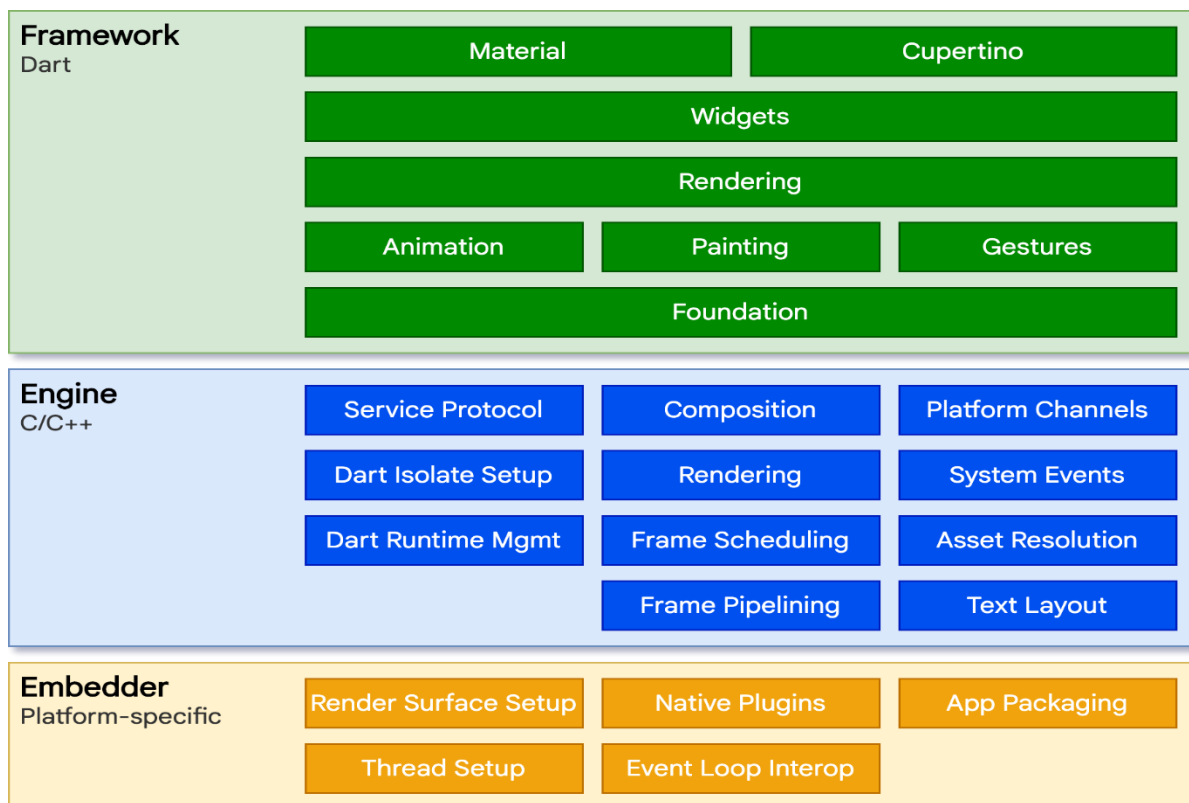 Framework
Dart
Material
Cupertino
Widgets
Rendering
Animation
Painting
Gestures
Foundation
Engine
C/C++
Service Protocol
Composition
Platform Channels
Dart Isolate Setup
Rendering
System Events
Dart Runtime Mgmt
Frame Scheduling
Asset Resolution
Frame Pipelining
Text Layout
Embedder
Platform-specific
Render Surface Setup
Native Plugins
App Packaging
Thread Setup
Event Loop Interop